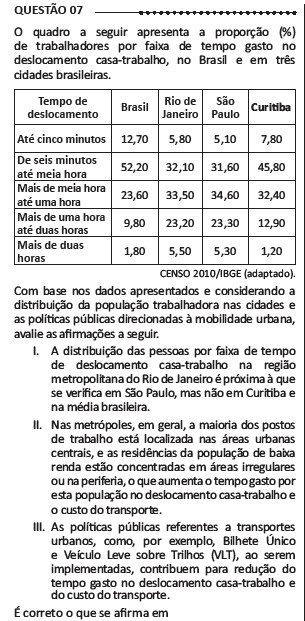 QUESTÃO 07
O quadro a seguir apresenta a proporção (%)
de trabalhadores por faixa de tempo gasto no
deslocamento casa-trabalho, no Brasil e em três
cidades brasileiras.
Tempo de deslocamento Brasil Rio de Janeiro São Paulo Curitiba
Até cinco minutos 12,70 5,80 5,10 7,80
De seis minutos até meia hora 52,20 32,10 31,60 45,80
Mais de meia hora até uma hora 23,60 33,50 34,60 32,40
Mais de uma hora até duas horas 9,80 23,20 23,30 12,90
Mais de duas horas 1,80 5,50 5,30 1,20
CENSO 2010/IBGE (adaptado).
Com base nos dados apresentados e considerando a
distribuição da população trabalhadora nas cidades e
as políticas públicas direcionadas à mobilidade urbana,
avalie as afirmações a seguir.
I. A distribuição das pessoas por faixa de tempo
de deslocamento casa-trabalho na região
metropolitana do Rio de Janeiro é próxima à que
se verifica em São Paulo, mas não em Curitiba e
na média brasileira.
II. Nas metrópoles, em geral, a maioria dos postos
de trabalho está localizada nas áreas urbanas
centrais, e as residências da população de baixa
renda estão concentradas em áreas irregulares
ou na periferia, o que aumenta o tempo gasto por
esta população no deslocamento casa-trabalho e
o custo do transporte.
III. As políticas públicas referentes a transportes
urbanos, como, por exemplo, Bilhete Único
e Veículo Leve sobre Trilhos (VLT), ao serem
implementadas, contribuem para redução do
tempo gasto no deslocamento casa-trabalho e
do custo do transporte.
É correto o que se afirma em